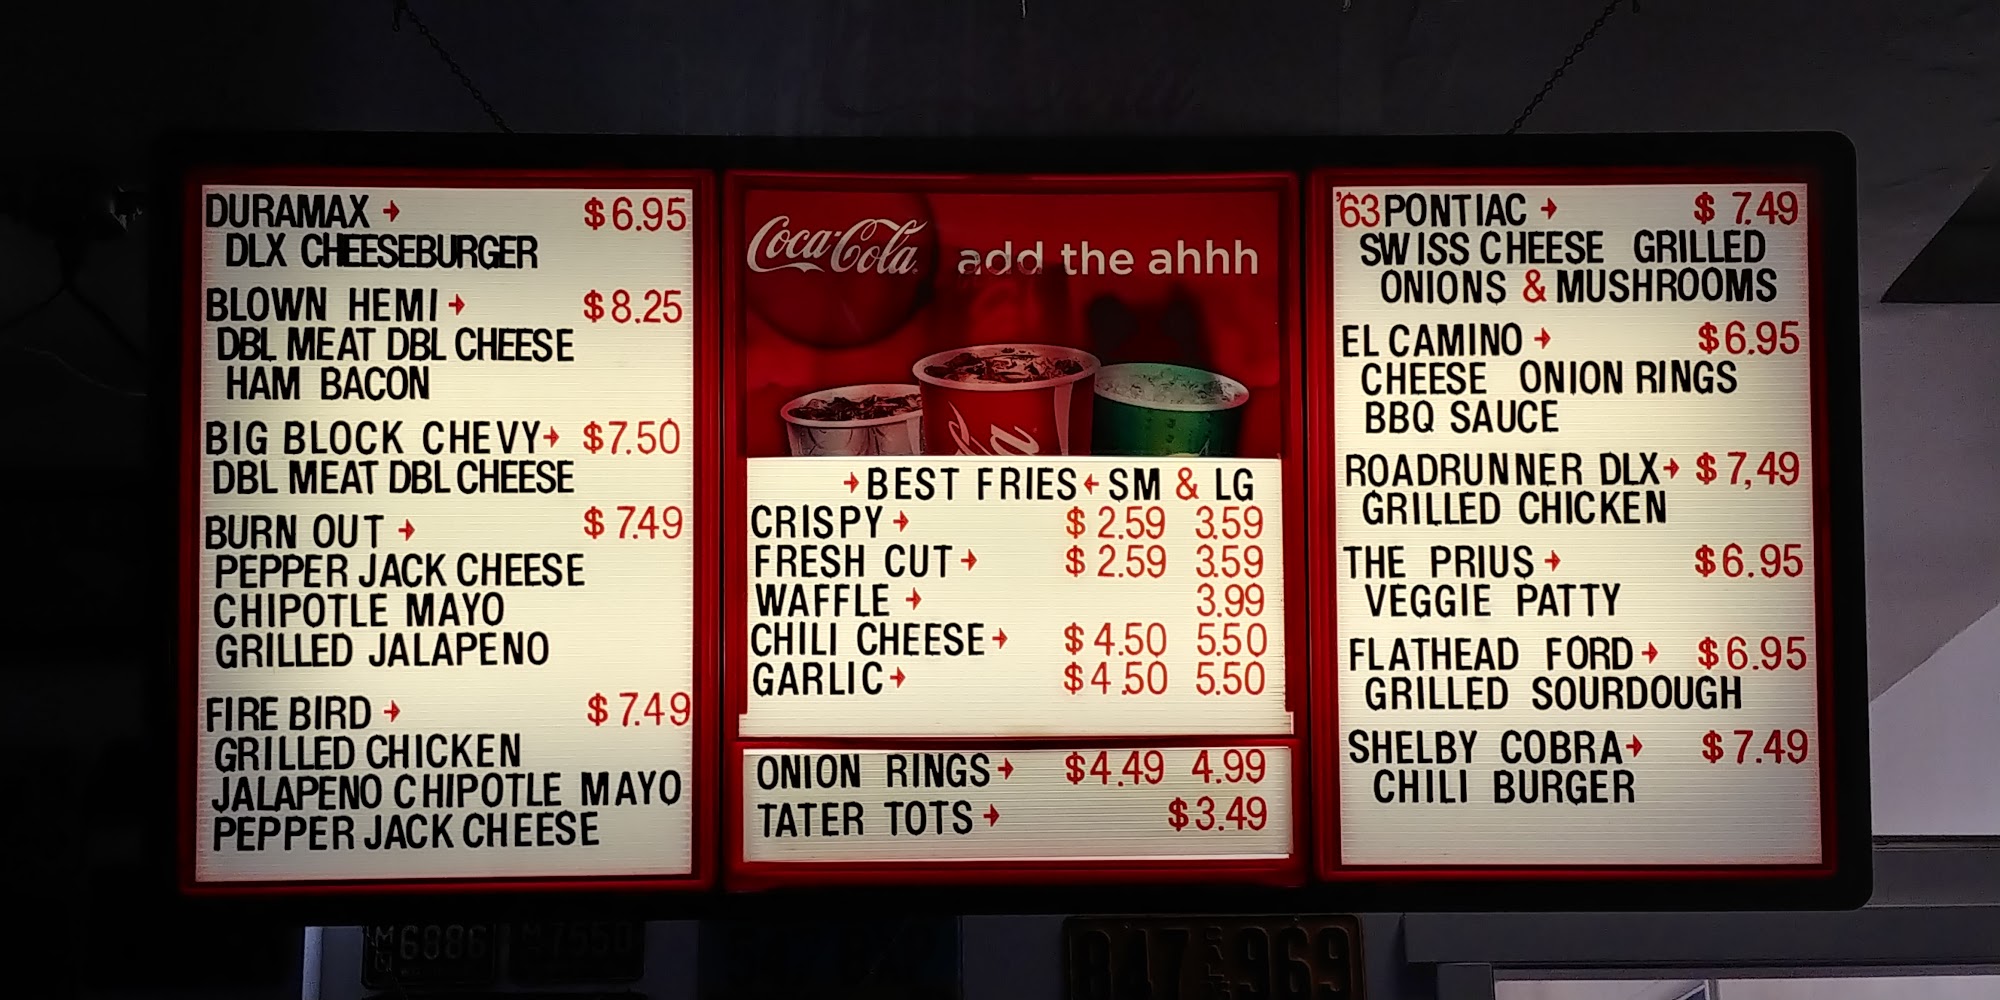 DURAMAX → $6.95
DLX CHEESEBURGER
BLOWN HEMI → $8.25
DBL MEAT DBL CHEESE
HAM BACON
BIG BLOCK CHEVY → $7.50
DBL MEAT DBL CHEESE
BURN OUT → $7.49
PEPPER JACK CHEESE
CHIPOTLE MAYO
GRILLED JALAPENO
FIRE BIRD → $7.49
GRILLED CHICKEN
JALAPENO CHIPOTLE MAYO
PEPPER JACK CHEESE
Coca-Cola add the ahhh
→ BEST FRIES ← SM & LG
CRISPY → $2.59 3.59
FRESH CUT → $2.59 3.59
WAFFLE → 3.99
CHILI CHEESE → $4.50 5.50
GARLIC → $4.50 5.50
ONION RINGS → $4.49 4.99
TATER TOTS → $3.49
'63 PONTIAC → $7.49
SWISS CHEESE GRILLED
ONIONS & MUSHROOMS
EL CAMINO → $6.95
CHEESE ONION RINGS
BBQ SAUCE
ROADRUNNER DLX → $7,49
GRILLED CHICKEN
THE PRIUS → $6.95
VEGGIE PATTY
FLATHEAD FORD → $6.95
GRILLED SOURDOUGH
SHELBY COBRA → $7.49
CHILI BURGER
6886
7550
847 969